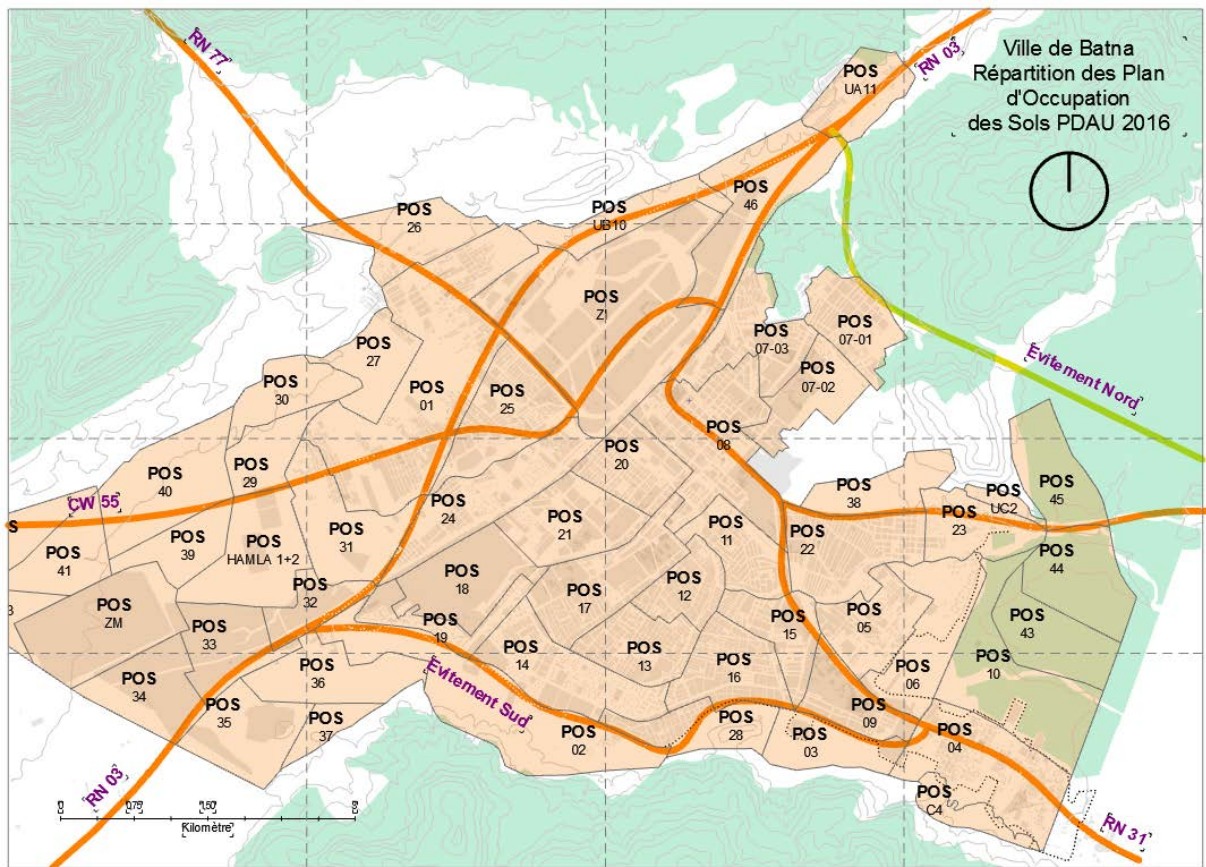 Ville de Batna
Répartition des Plan
d'Occupation
des Sols PDAU 2016
RN 77
RN 03
POS
UA11
POS
46
POS
26
POS
UB10
POS
ZI
POS
07-01
POS
07-03
POS
07-02
Evitement Nord
POS
27
POS
30
POS
01
POS
25
POS
08
POS
20
POS
40
POS
29
CW 55
POS
24
POS
38
POS
UC2
POS
45
POS
23
S
POS
41
POS
39
POS
HAMLA 1+2
POS
31
POS
21
POS
11
POS
22
POS
44
POS
18
POS
12
POS
17
POS
32
3
POS
ZM
POS
33
POS
19
POS
14
POS
13
POS
15
POS
05
POS
43
POS
16
POS
06
POS
10
POS
34
POS
36
POS
35
POS
37
Evitement Sud
POS
02
POS
28
POS
03
POS
09
POS
04
POS
C4
RN 03
RN 31
Kilomètre